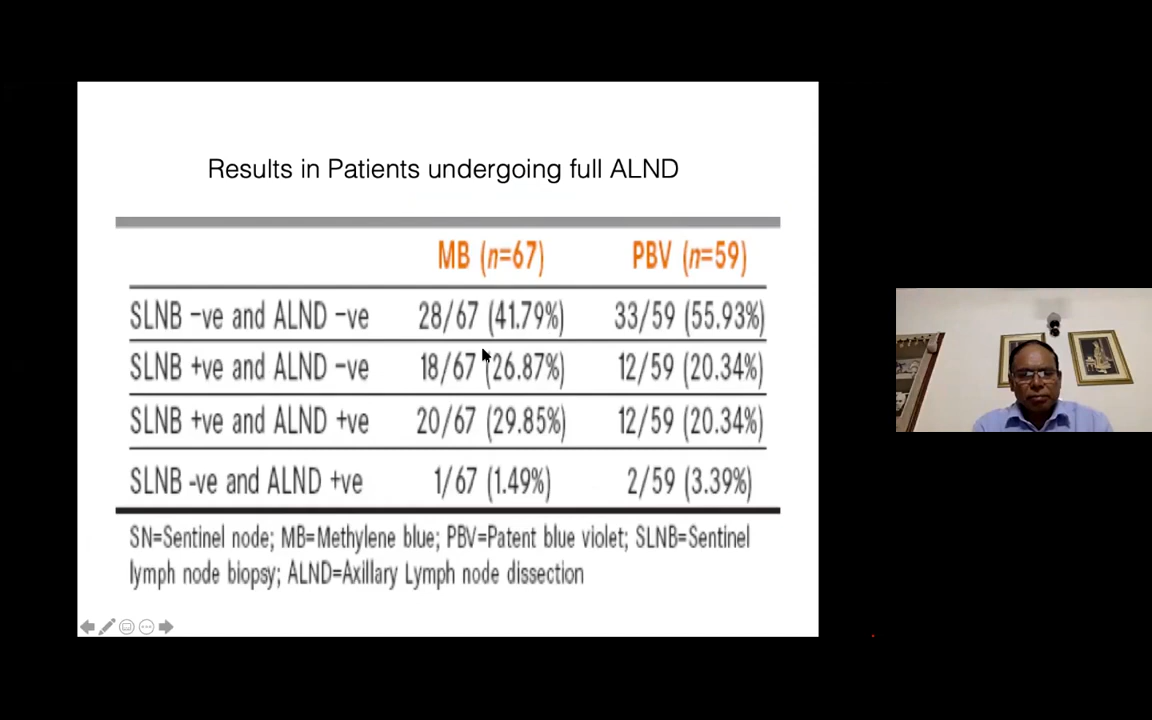 Results in Patients undergoing full ALND
MB (n=67) PBV (n=59)
SLNB –ve and ALND –ve 28/67 (41.79%) 33/59 (55.93%)
SLNB +ve and ALND –ve 18/67 (26.87%) 12/59 (20.34%)
SLNB +ve and ALND +ve 20/67 (29.85%) 12/59 (20.34%)
SLNB -ve and ALND +ve 1/67 (1.49%) 2/59 (3.39%)
SN=Sentinel node; MB=Methylene blue; PBV=Patent blue violet; SLNB=Sentinel
lymph node biopsy; ALND=Axillary Lymph node dissection